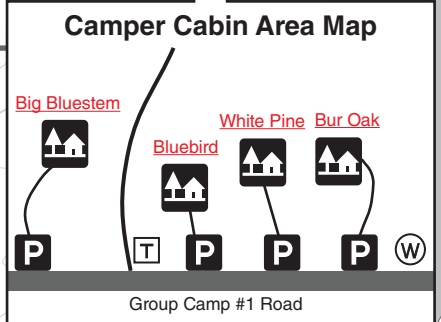 Camper Cabin Area Map
Big Bluestem
White Pine
Bur Oak
Bluebird
P
T
P
P
P
W
Group Camp #1 Road